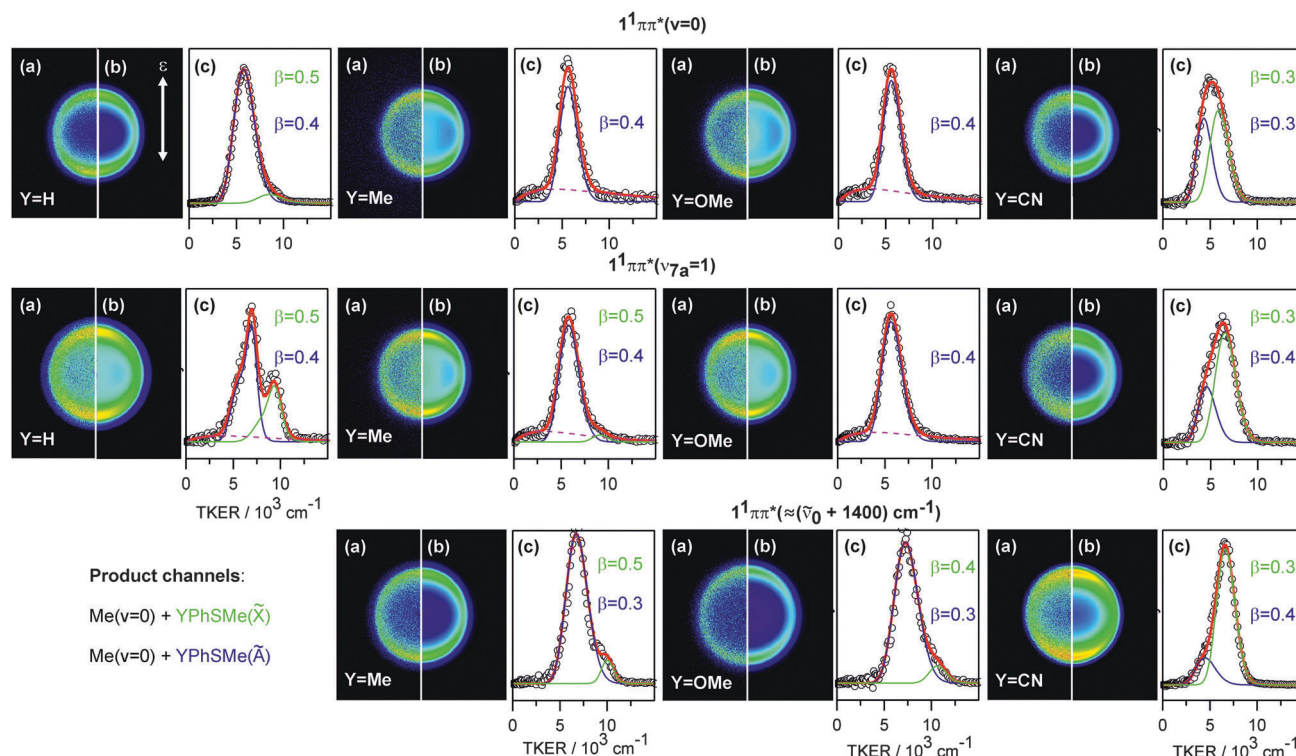 1¹ππ*(v=0)
(a) (b) ε (c) β=0.5 (a) (b) (c) (a) (b) (c) (a) (b) (c) β=0.3
β=0.4 β=0.4 β=0.4 β=0.3
Y=H Y=Me Y=OMe Y=CN
0 5 10 0 5 10 0 5 10 0 5 10
1¹ππ*(ν7a=1)
(a) (b) (c) β=0.5 (a) (b) (c) β=0.5 (a) (b) (c) (a) (b) (c) β=0.3
β=0.4 β=0.4 β=0.4 β=0.4
Y=H Y=Me Y=OMe Y=CN
0 5 10 0 5 10 0 5 10 0 5 10
TKER / 10³ cm⁻¹
1¹ππ*(≈(ν̃₀ + 1400) cm⁻¹)
(a) (b) (c) β=0.5 (a) (b) (c) β=0.4 (a) (b) (c) β=0.3
β=0.3 β=0.3 β=0.4
Product channels:
Me(v=0) + YPhSMe(X̃)
Me(v=0) + YPhSMe(Ã)
Y=Me Y=OMe Y=CN
0 5 10 0 5 10 0 5 10
TKER / 10³ cm⁻¹ TKER / 10³ cm⁻¹ TKER / 10³ cm⁻¹